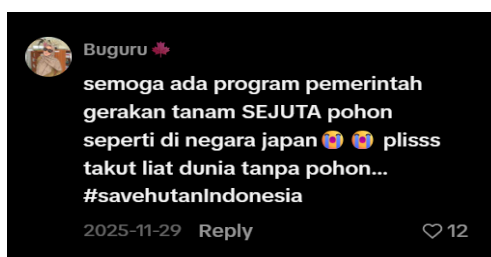 Buguru 🍁
semoga ada program pemerintah
gerakan tanam SEJUTA pohon
seperti di negara japan😭 😭 plisss
takut liat dunia tanpa pohon...
#savehutanIndonesia
2025-11-29 Reply 12